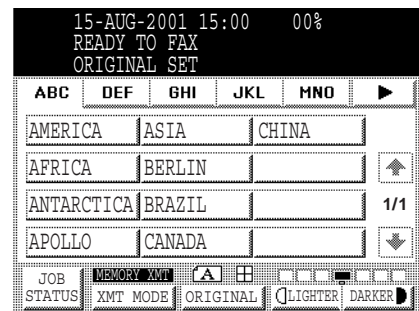 15-AUG-2001 15:00 00%
READY TO FAX
ORIGINAL SET
ABC DEF GHI JKL MNO
AMERICA ASIA CHINA
AFRICA BERLIN
ANTARCTICA BRAZIL 1/1
APOLLO CANADA
JOB STATUS
MEMORY XMT A
XMT MODE ORIGINAL LIGHTER DARKER